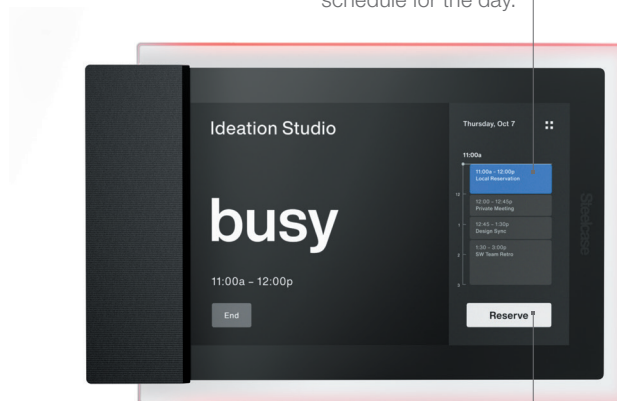 schedule for the day.
Ideation Studio
busy
11:00a – 12:00p
End
Thursday, Oct 7
11:00a
11:00a - 12:00p
Local Reservation
12
12:00 - 12:45p
Private Meeting
1
12:45 - 1:30p
Design Sync
2
1:30 - 3:00p
SW Team Retro
3
Reserve
Steelcase